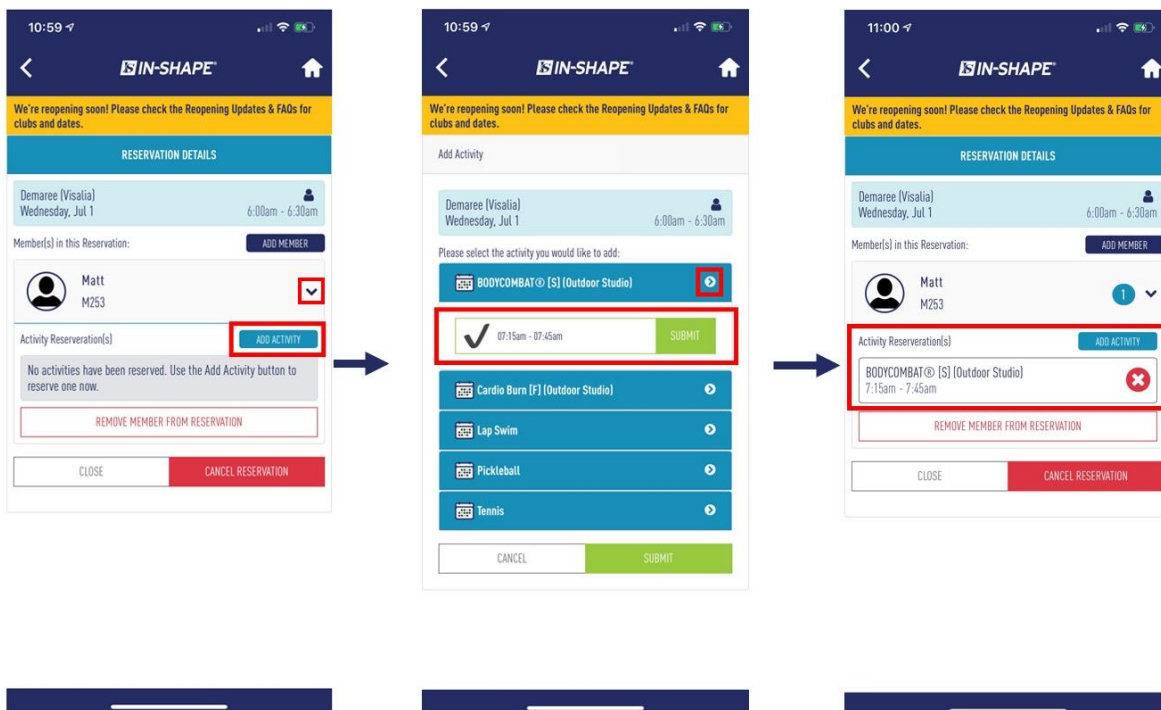 10:59
IN-SHAPE®
We're reopening soon! Please check the Reopening Updates & FAQs for
clubs and dates.
RESERVATION DETAILS
Demaree (Visalia)
Wednesday, Jul 1 6:00am - 6:30am
Member(s) in this Reservation: ADD MEMBER
Matt
M253
Activity Reserveration(s) ADD ACTIVITY
No activities have been reserved. Use the Add Activity button to
reserve one now.
REMOVE MEMBER FROM RESERVATION
CLOSE CANCEL RESERVATION
10:59
IN-SHAPE®
We're reopening soon! Please check the Reopening Updates & FAQs for
clubs and dates.
Add Activity
Demaree (Visalia)
Wednesday, Jul 1 6:00am - 6:30am
Please select the activity you would like to add:
BODYCOMBAT® [S] (Outdoor Studio)
07:15am - 07:45am SUBMIT
Cardio Burn [F] (Outdoor Studio)
Lap Swim
Pickleball
Tennis
CANCEL SUBMIT
11:00
IN-SHAPE®
We're reopening soon! Please check the Reopening Updates & FAQs for
clubs and dates.
RESERVATION DETAILS
Demaree (Visalia)
Wednesday, Jul 1 6:00am - 6:30am
Member(s) in this Reservation: ADD MEMBER
Matt
M253 1
Activity Reserveration(s) ADD ACTIVITY
BODYCOMBAT® [S] (Outdoor Studio)
7:15am - 7:45am
REMOVE MEMBER FROM RESERVATION
CLOSE CANCEL RESERVATION